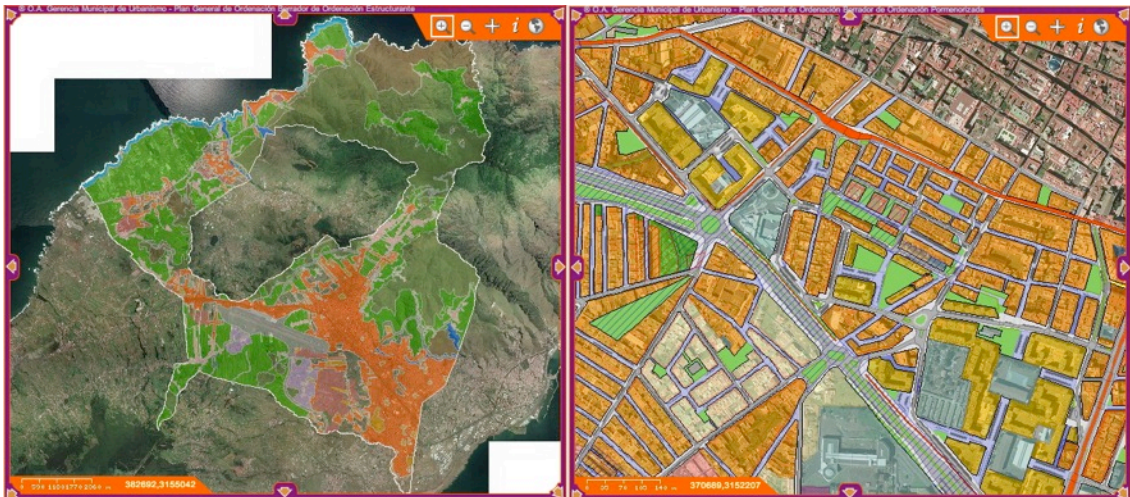 © O.A. Gerencia Municipal de Urbanismo - Plan General de Ordenación Borrador de Ordenación Estructurante
382692,3155042
© O.A. Gerencia Municipal de Urbanismo - Plan General de Ordenación Borrador de Ordenación Pormenorizada
370689,3152207